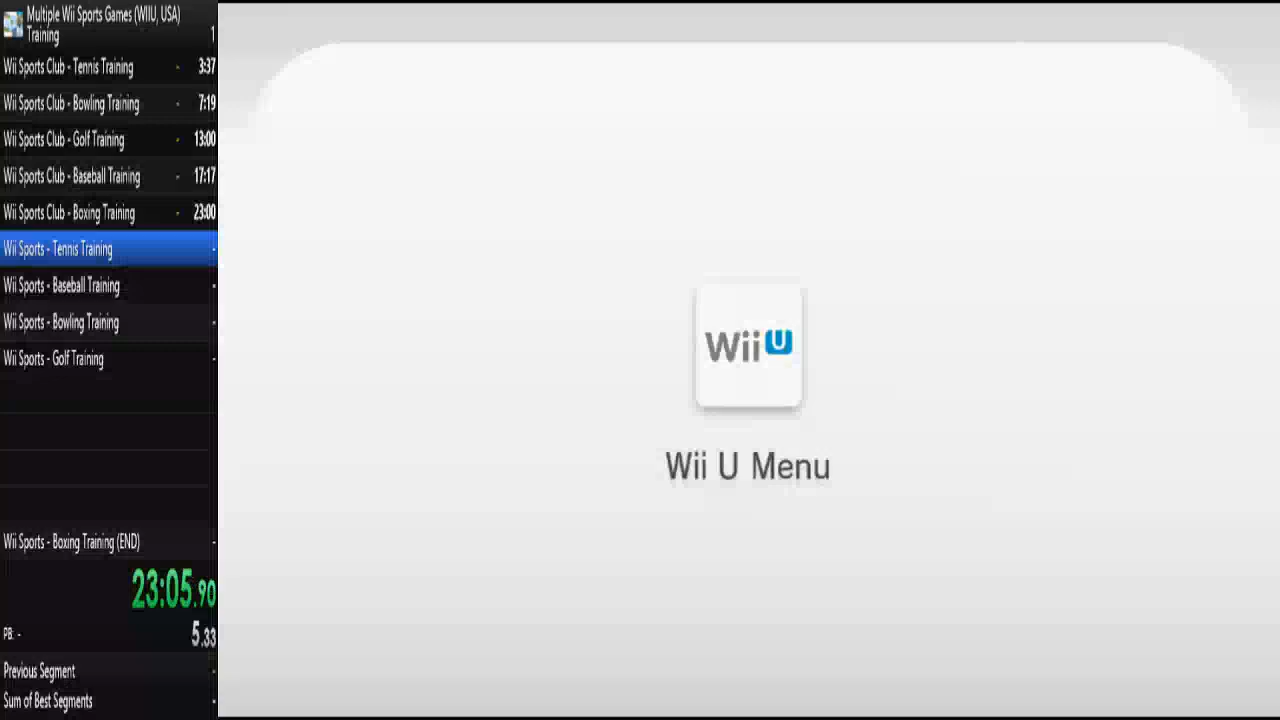 Multiple Wii Sports Games (WIIU, USA)
Training 1
Wii Sports Club - Tennis Training - 3:37
Wii Sports Club - Bowling Training - 7:19
Wii Sports Club - Golf Training - 13:00
Wii Sports Club - Baseball Training - 17:17
Wii Sports Club - Boxing Training - 23:00
Wii Sports - Tennis Training -
Wii Sports - Baseball Training -
Wii Sports - Bowling Training -
Wii Sports - Golf Training -
Wii Sports - Boxing Training (END) -
23:05.90
PB: - 5.33
Previous Segment -
Sum of Best Segments -
Wii U
Wii U Menu